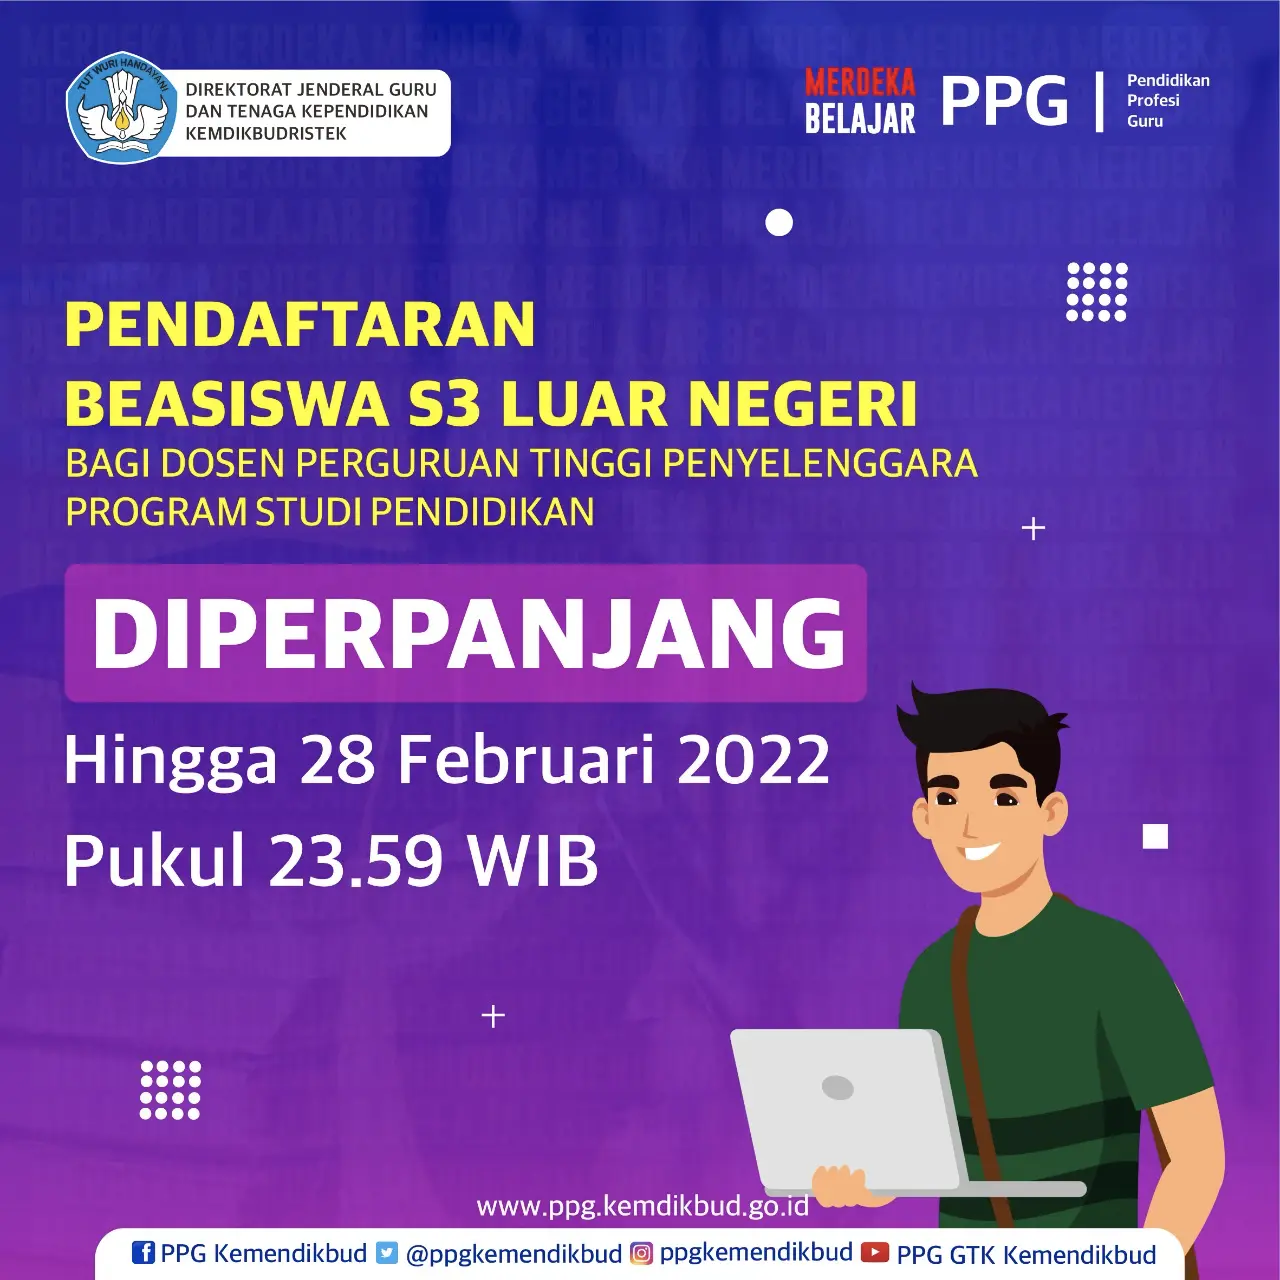 TUT WURI HANDAYANI
DIREKTORAT JENDERAL GURU
DAN TENAGA KEPENDIDIKAN
KEMDIKBUDRISTEK
MERDEKA
BELAJAR
PPG
Pendidikan
Profesi
Guru
PENDAFTARAN
BEASISWA S3 LUAR NEGERI
BAGI DOSEN PERGURUAN TINGGI PENYELENGGARA
PROGRAM STUDI PENDIDIKAN
DIPERPANJANG
Hingga 28 Februari 2022
Pukul 23.59 WIB
www.ppg.kemdikbud.go.id
PPG Kemendikbud @ppgkemendikbud ppgkemendikbud PPG GTK Kemendikbud